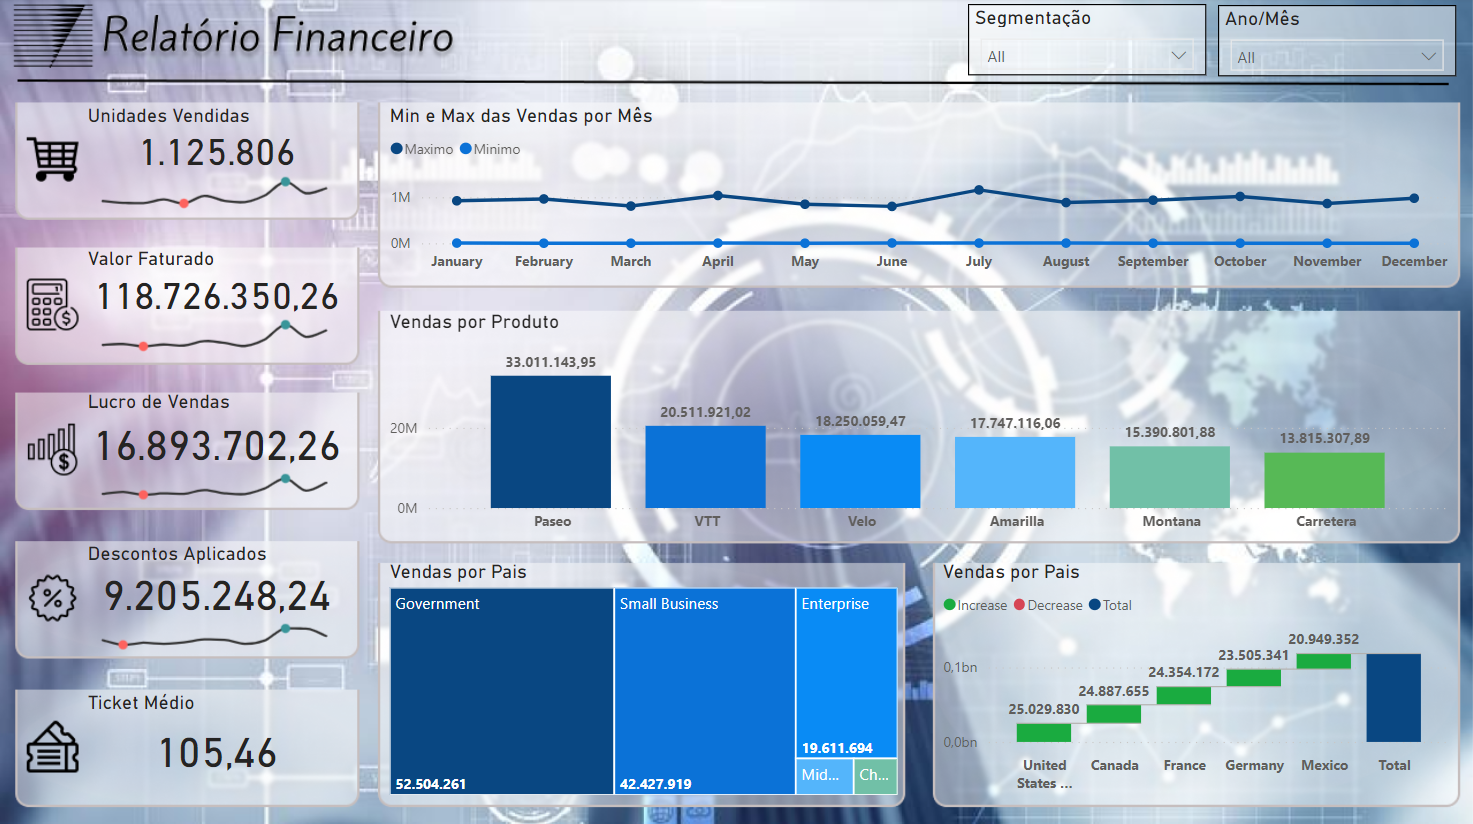 Relatório Financeiro
Segmentação
All
Ano/Mês
All
Unidades Vendidas
1.125.806
Valor Faturado
118.726.350,26
Lucro de Vendas
16.893.702,26
Descontos Aplicados
9.205.248,24
Ticket Médio
105,46
Min e Max das Vendas por Mês
Maximo Minimo
1M
0M
January February March April May June July August September October November December
Vendas por Produto
33.011.143,95
20.511.921,02
18.250.059,47
17.747.116,06
15.390.801,88
13.815.307,89
20M
0M
Paseo VTT Velo Amarilla Montana Carretera
Vendas por Pais
Government
52.504.261
Small Business
42.427.919
Enterprise
19.611.694
Mid...
Ch...
Vendas por Pais
Increase Decrease Total
20.949.352
23.505.341
24.354.172
24.887.655
25.029.830
0,1bn
0,0bn
United States ... Canada France Germany Mexico Total